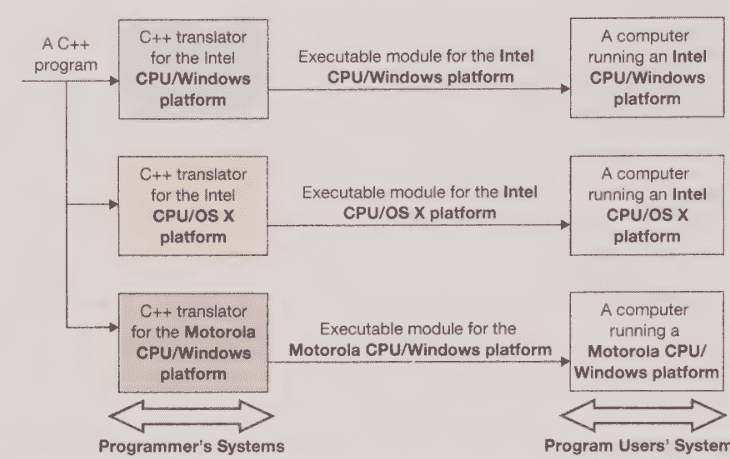 A C++
program
C++ translator
for the Intel
CPU/Windows
platform
Executable module for the Intel
CPU/Windows platform
A computer
running an Intel
CPU/Windows
platform
C++ translator
for the Intel
CPU/OS X
platform
Executable module for the Intel
CPU/OS X platform
A computer
running an Intel
CPU/OS X
platform
C++ translator
for the Motorola
CPU/Windows
platform
Executable module for the
Motorola CPU/Windows platform
A computer
running a
Motorola CPU/
Windows platform
Programmer's Systems
Program Users' System